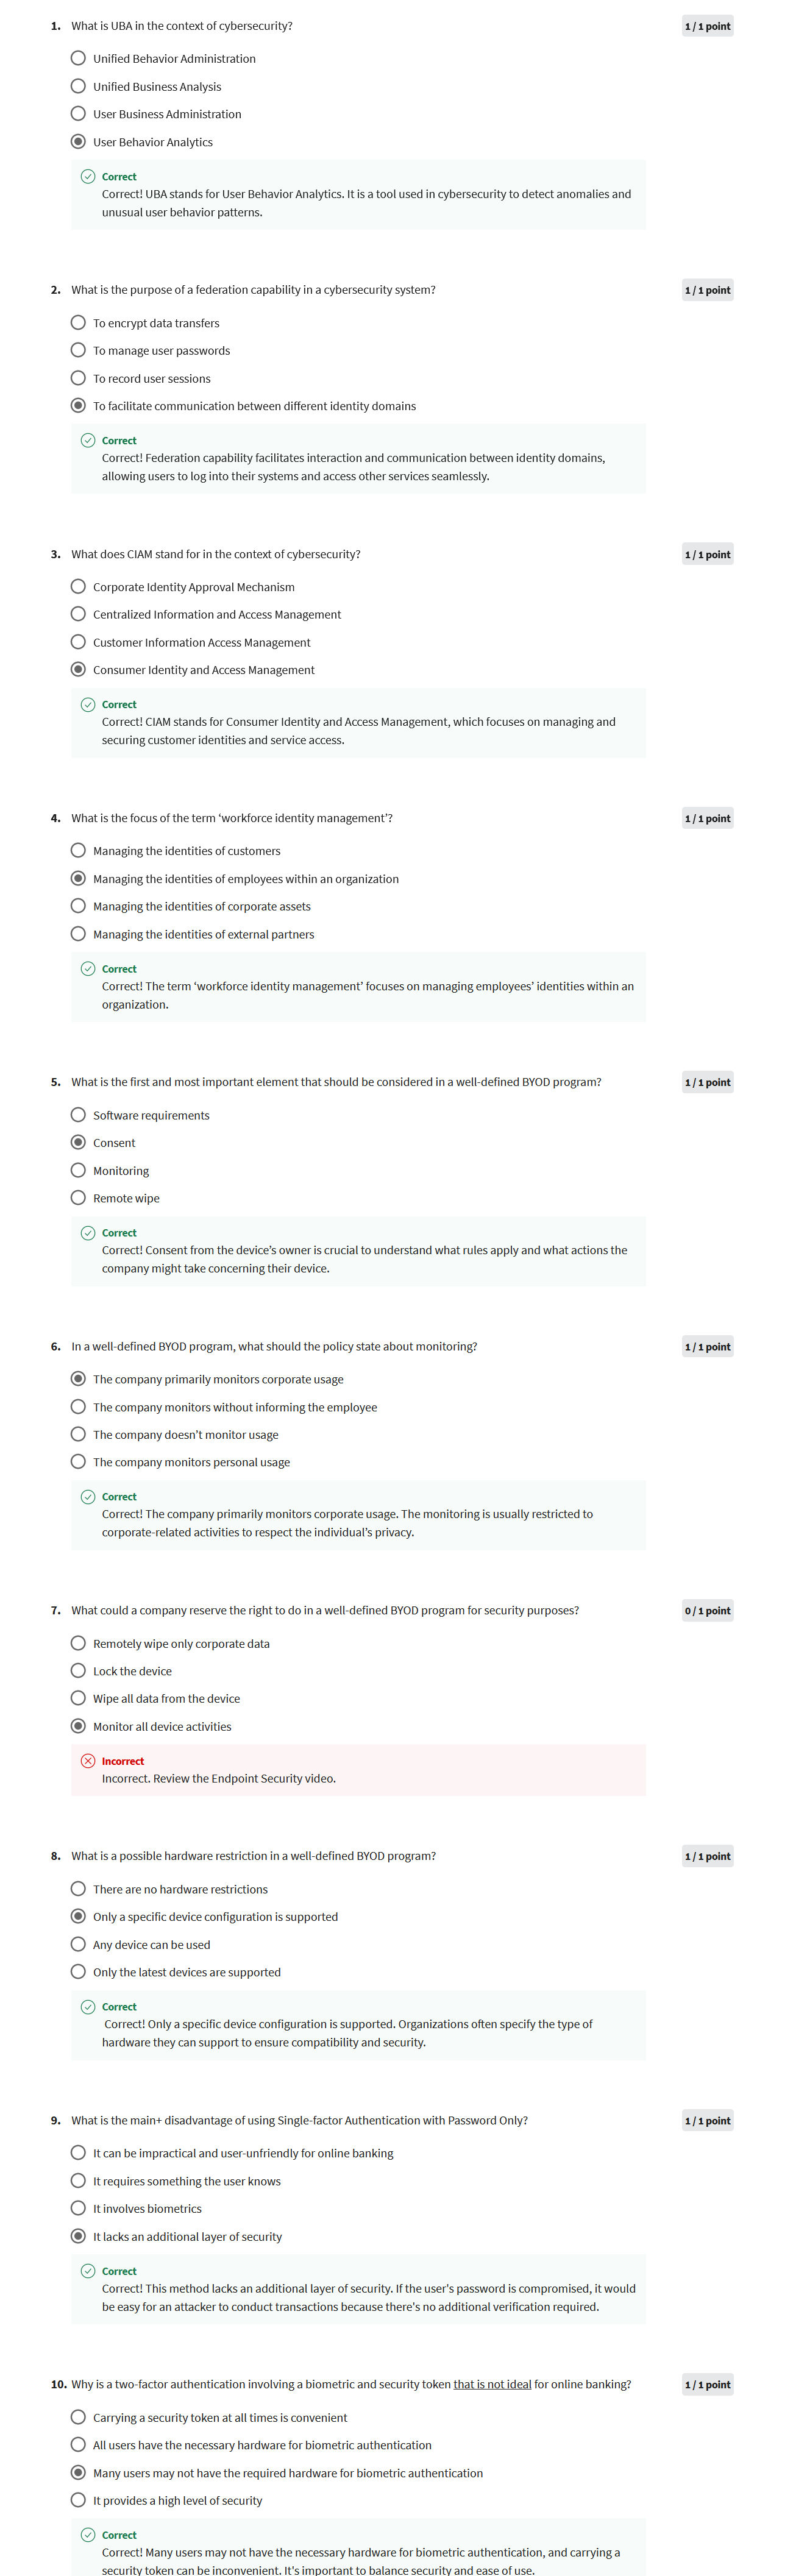 1. What is UBA in the context of cybersecurity?
1 / 1 point
Unified Behavior Administration
Unified Business Analysis
User Business Administration
User Behavior Analytics
Correct
Correct! UBA stands for User Behavior Analytics. It is a tool used in cybersecurity to detect anomalies and
unusual user behavior patterns.
2. What is the purpose of a federation capability in a cybersecurity system?
1 / 1 point
To encrypt data transfers
To manage user passwords
To record user sessions
To facilitate communication between different identity domains
Correct
Correct! Federation capability facilitates interaction and communication between identity domains,
allowing users to log into their systems and access other services seamlessly.
3. What does CIAM stand for in the context of cybersecurity?
1 / 1 point
Corporate Identity Approval Mechanism
Centralized Information and Access Management
Customer Information Access Management
Consumer Identity and Access Management
Correct
Correct! CIAM stands for Consumer Identity and Access Management, which focuses on managing and
securing customer identities and service access.
4. What is the focus of the term ‘workforce identity management’?
1 / 1 point
Managing the identities of customers
Managing the identities of employees within an organization
Managing the identities of corporate assets
Managing the identities of external partners
Correct
Correct! The term ‘workforce identity management’ focuses on managing employees’ identities within an
organization.
5. What is the first and most important element that should be considered in a well-defined BYOD program?
1 / 1 point
Software requirements
Consent
Monitoring
Remote wipe
Correct
Correct! Consent from the device’s owner is crucial to understand what rules apply and what actions the
company might take concerning their device.
6. In a well-defined BYOD program, what should the policy state about monitoring?
1 / 1 point
The company primarily monitors corporate usage
The company monitors without informing the employee
The company doesn't monitor usage
The company monitors personal usage
Correct
Correct! The company primarily monitors corporate usage. The monitoring is usually restricted to
corporate-related activities to respect the individual’s privacy.
7. What could a company reserve the right to do in a well-defined BYOD program for security purposes?
0 / 1 point
Remotely wipe only corporate data
Lock the device
Wipe all data from the device
Monitor all device activities
Incorrect
Incorrect. Review the Endpoint Security video.
8. What is a possible hardware restriction in a well-defined BYOD program?
1 / 1 point
There are no hardware restrictions
Only a specific device configuration is supported
Any device can be used
Only the latest devices are supported
Correct
Correct! Only a specific device configuration is supported. Organizations often specify the type of
hardware they can support to ensure compatibility and security.
9. What is the main+ disadvantage of using Single-factor Authentication with Password Only?
1 / 1 point
It can be impractical and user-unfriendly for online banking
It requires something the user knows
It involves biometrics
It lacks an additional layer of security
Correct
Correct! This method lacks an additional layer of security. If the user's password is compromised, it would
be easy for an attacker to conduct transactions because there's no additional verification required.
10. Why is a two-factor authentication involving a biometric and security token that is not ideal for online banking?
1 / 1 point
Carrying a security token at all times is convenient
All users have the necessary hardware for biometric authentication
Many users may not have the required hardware for biometric authentication
It provides a high level of security
Correct
Correct! Many users may not have the necessary hardware for biometric authentication, and carrying a
security token can be inconvenient. It's important to balance security and ease of use.